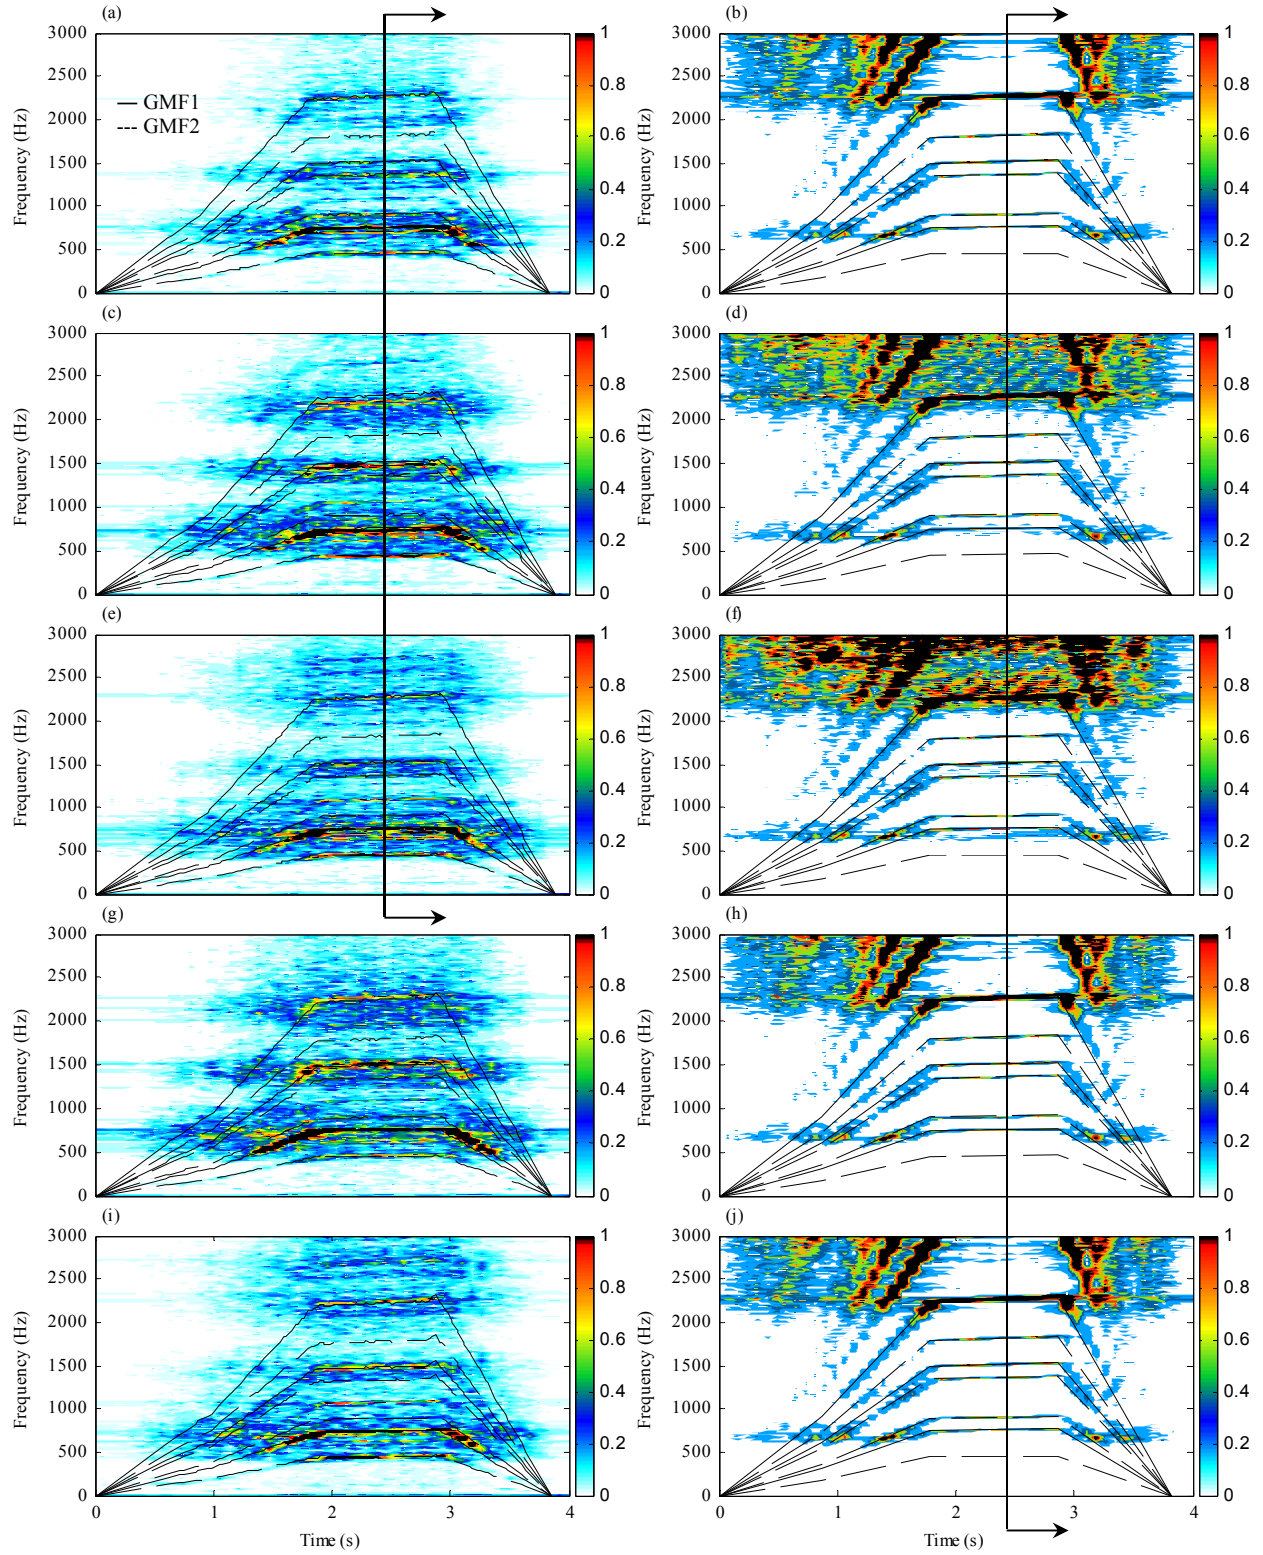 (a) (b)
3000 1 3000 1
2500 0.8 2500 0.8
GMF1
GMF2
2000 0.6 2000 0.6
1500 1500
1000 0.4 1000 0.4
500 0.2 500 0.2
0 0 0 0
Frequency (Hz) Frequency (Hz)
(c) (d)
3000 1 3000 1
2500 0.8 2500 0.8
2000 0.6 2000 0.6
1500 1500
1000 0.4 1000 0.4
500 0.2 500 0.2
0 0 0 0
Frequency (Hz) Frequency (Hz)
(e) (f)
3000 1 3000 1
2500 0.8 2500 0.8
2000 0.6 2000 0.6
1500 1500
1000 0.4 1000 0.4
500 0.2 500 0.2
0 0 0 0
Frequency (Hz) Frequency (Hz)
(g) (h)
3000 1 3000 1
2500 0.8 2500 0.8
2000 0.6 2000 0.6
1500 1500
1000 0.4 1000 0.4
500 0.2 500 0.2
0 0 0 0
Frequency (Hz) Frequency (Hz)
(i) (j)
3000 1 3000 1
2500 0.8 2500 0.8
2000 0.6 2000 0.6
1500 1500
1000 0.4 1000 0.4
500 0.2 500 0.2
0 0 0 0
Frequency (Hz) Frequency (Hz)
0 1 2 3 4 0 1 2 3 4
Time (s) Time (s)